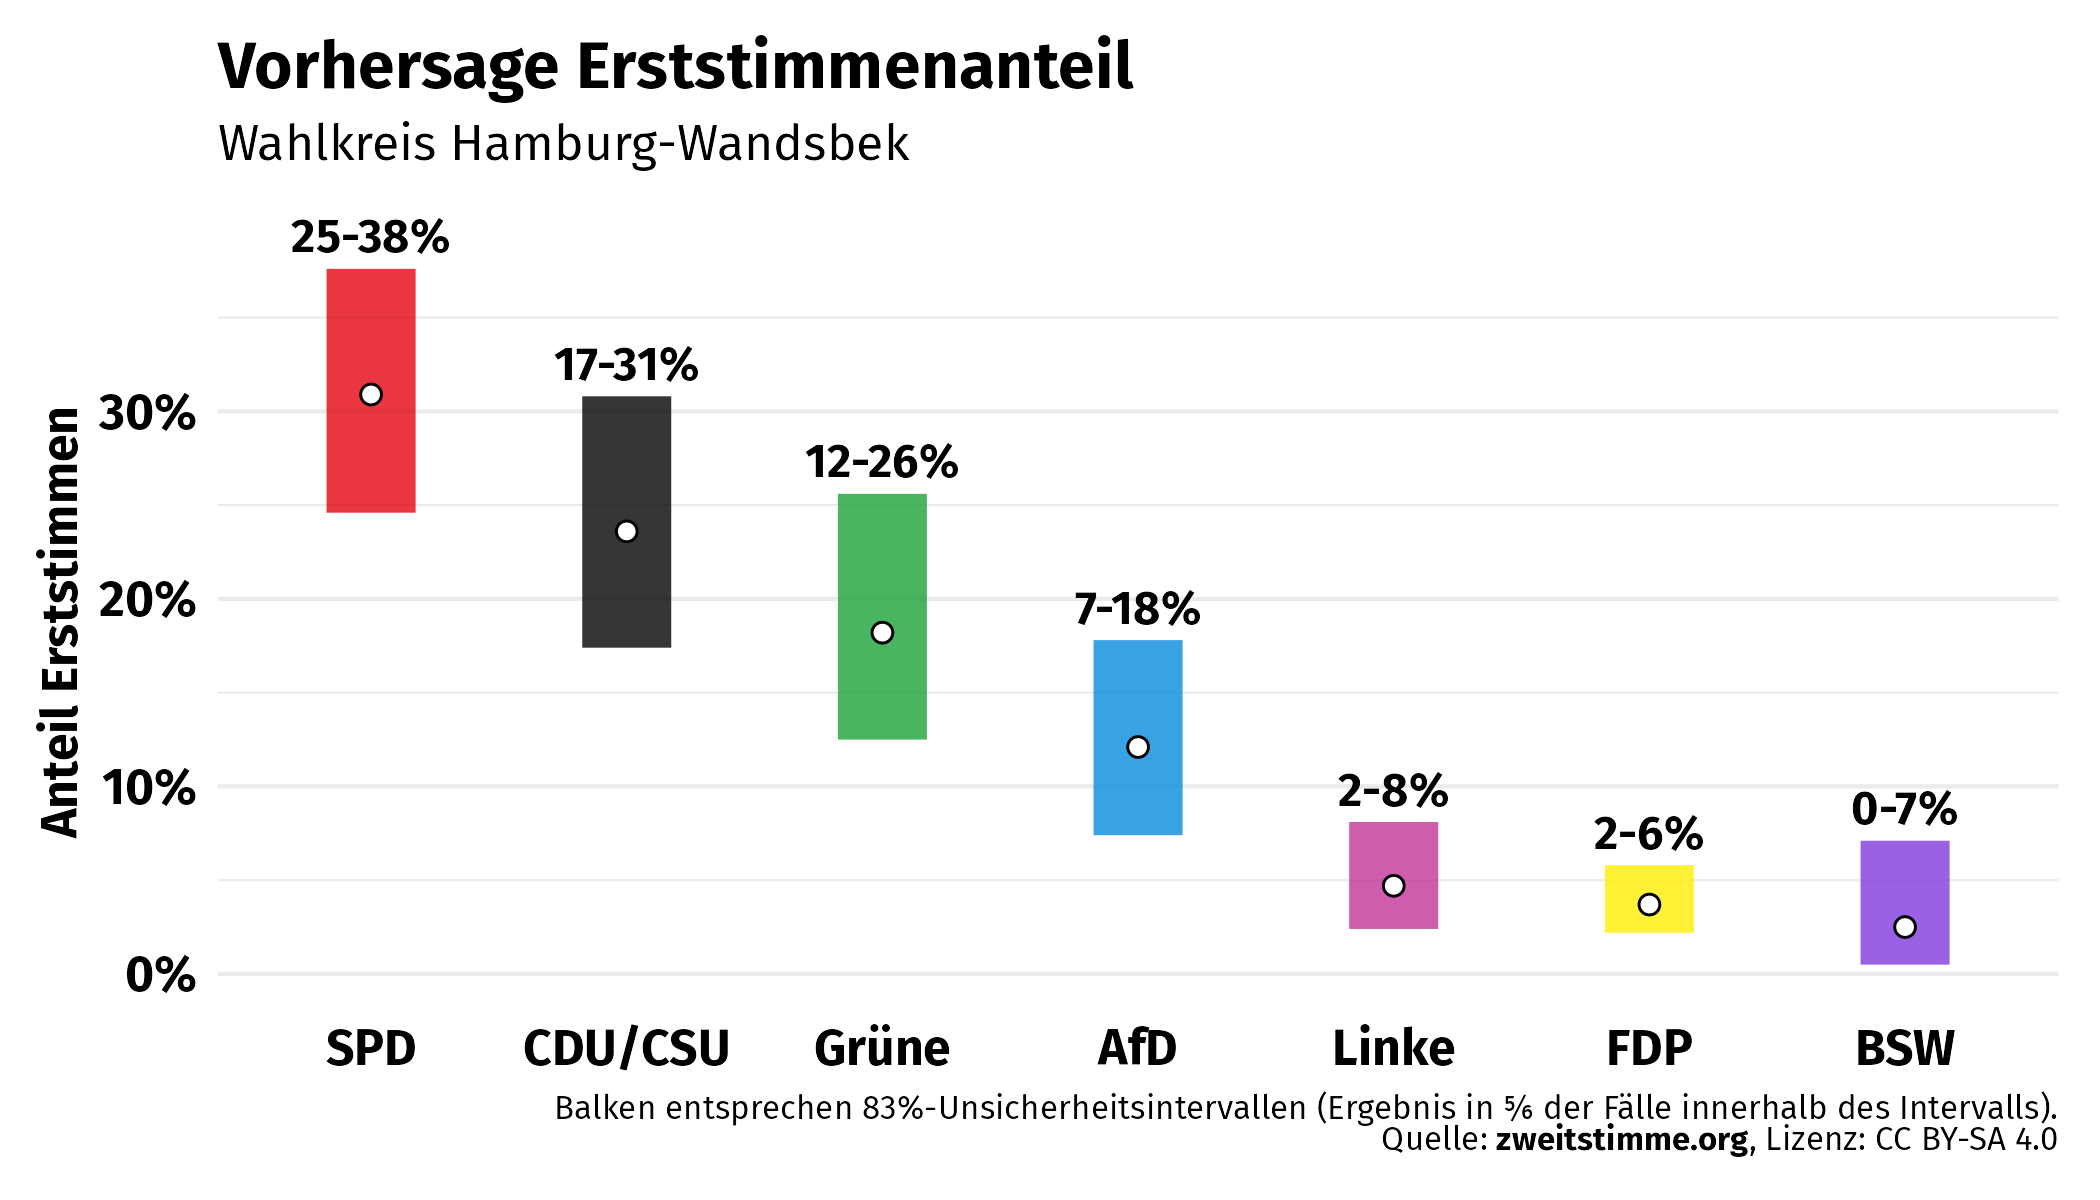 Vorhersage Erststimmenanteil
Wahlkreis Hamburg-Wandsbek
25-38%
17-31%
12-26%
7-18%
2-8%
2-6%
0-7%
Anteil Erststimmen
30%
20%
10%
0%
SPD CDU/CSU Grüne AfD Linke FDP BSW
Balken entsprechen 83%-Unsicherheitsintervallen (Ergebnis in ⅚ der Fälle innerhalb des Intervalls).
Quelle: zweitstimme.org, Lizenz: CC BY-SA 4.0